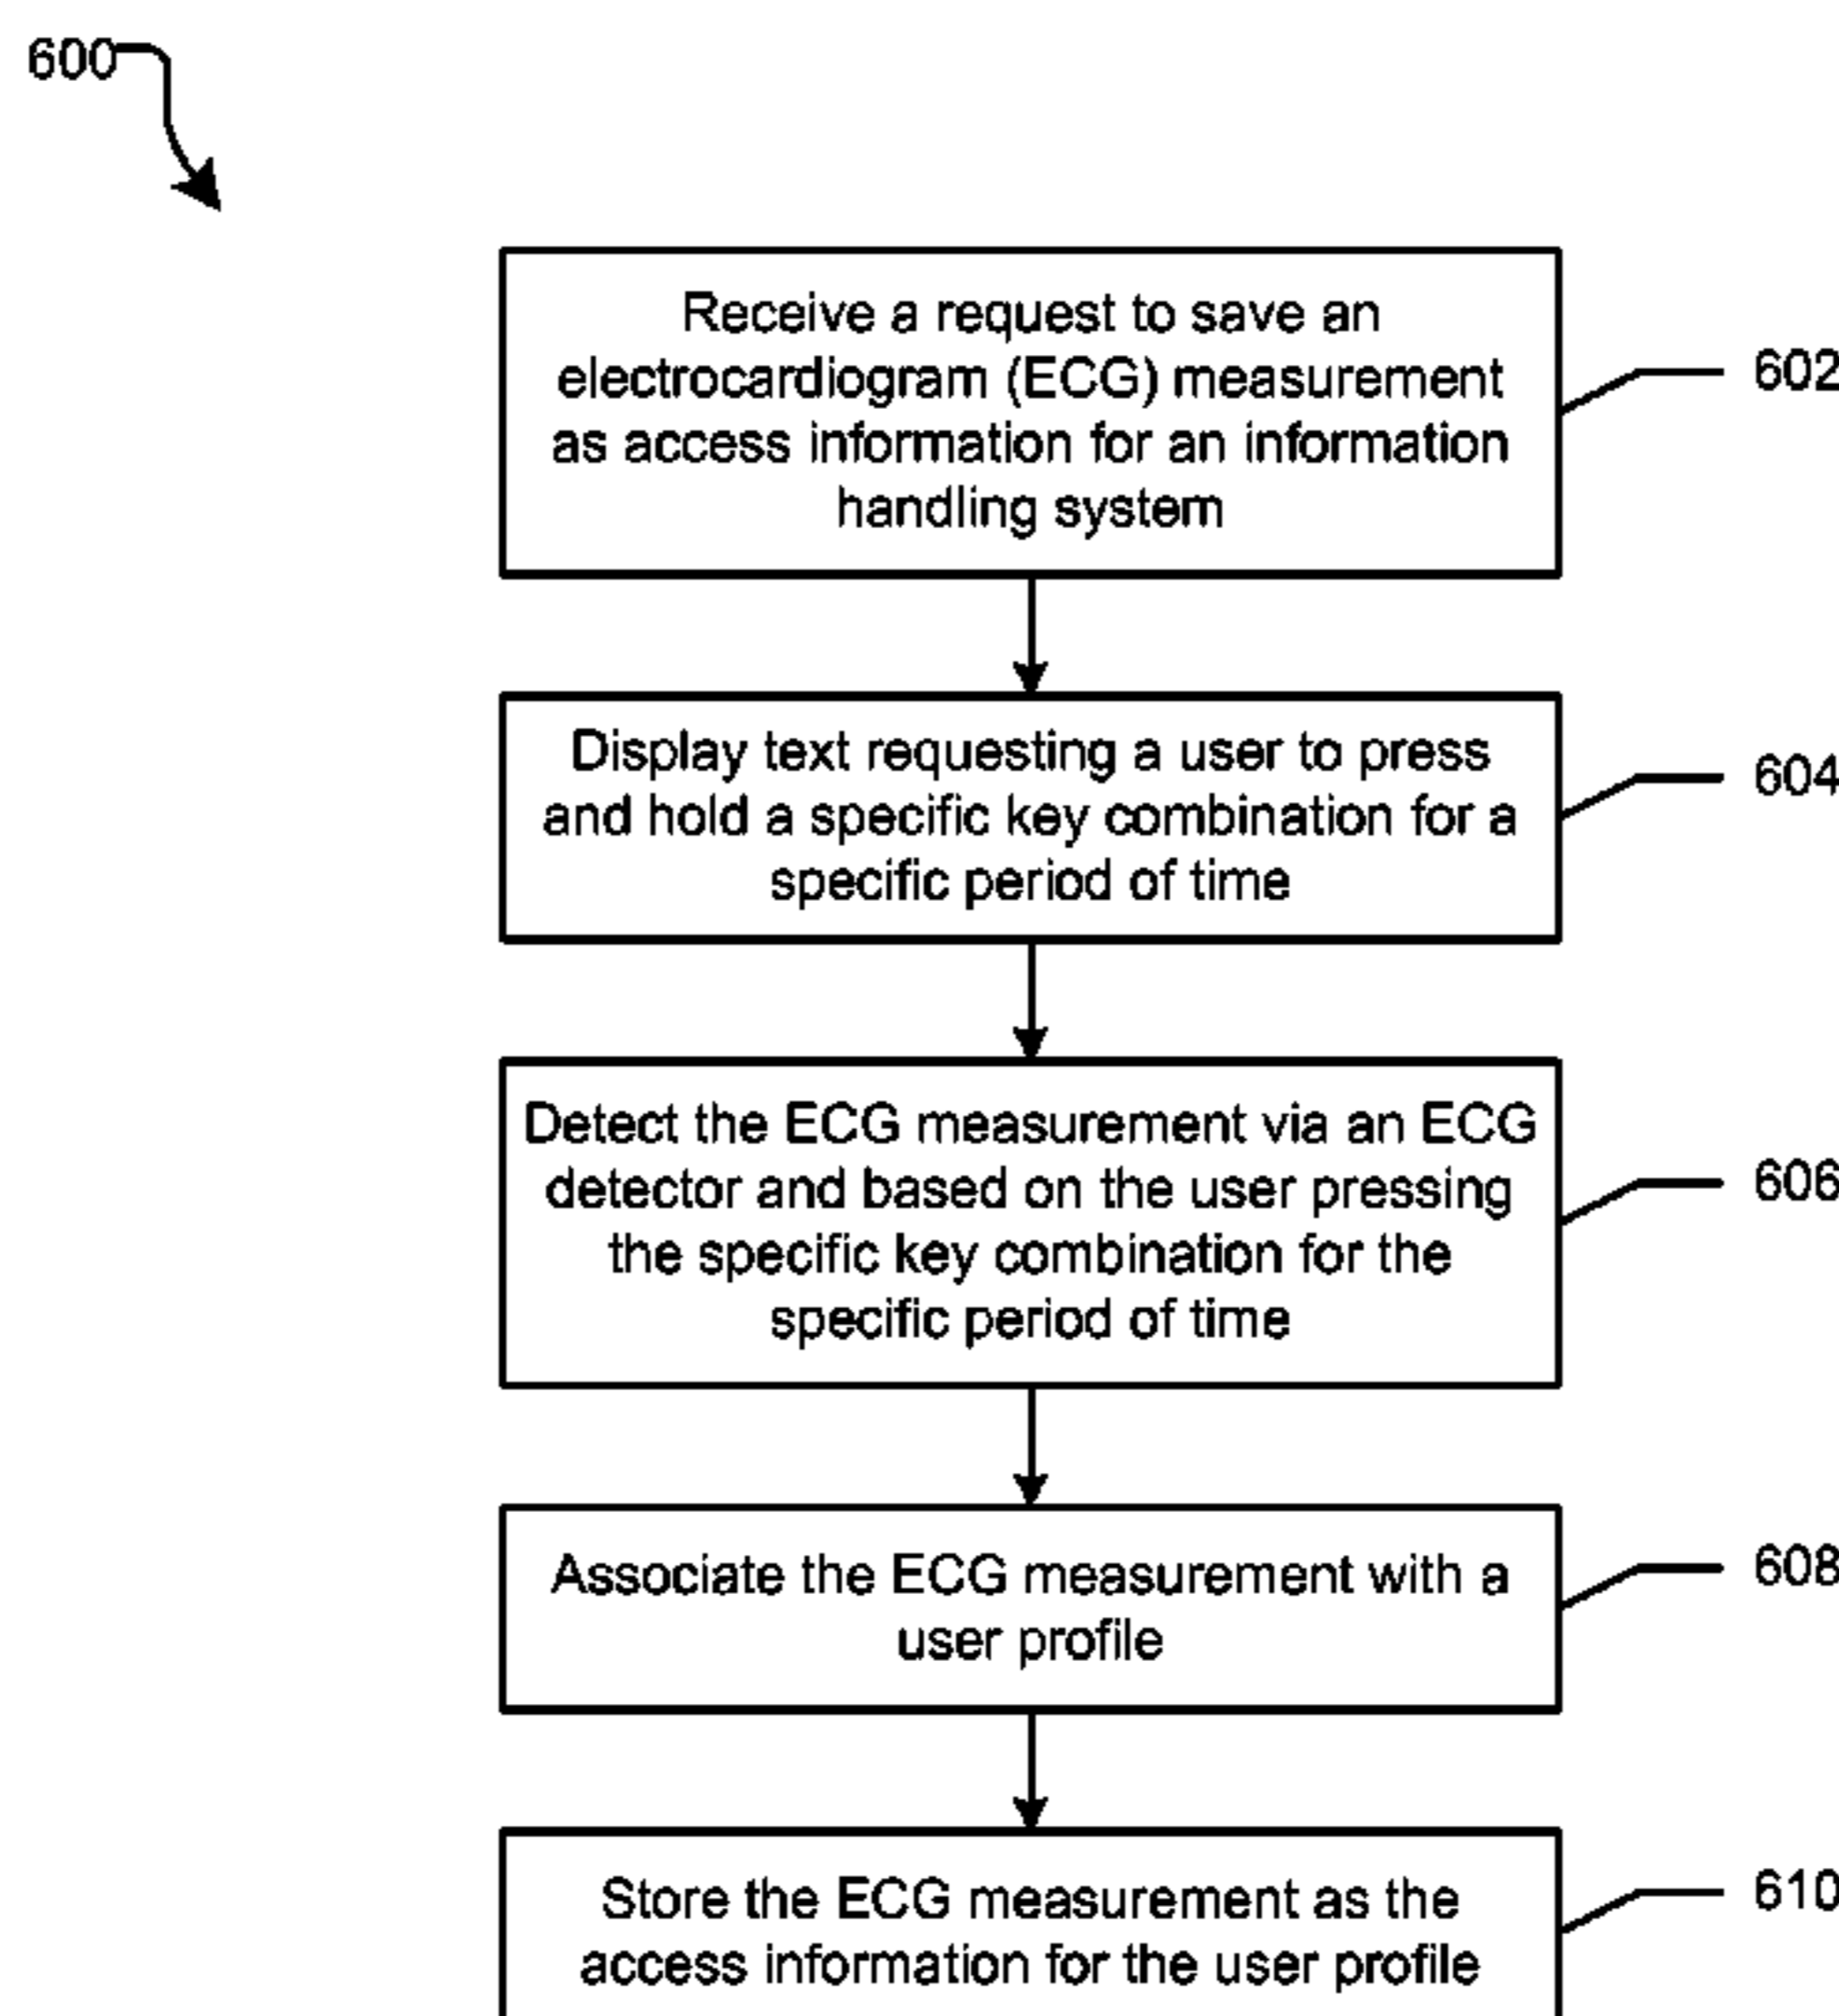 600
Receive a request to save an
electrocardiogram (ECG) measurement
as access information for an information
handling system
602
Display text requesting a user to press
and hold a specific key combination for a
specific period of time
604
Detect the ECG measurement via an ECG
detector and based on the user pressing
the specific key combination for the
specific period of time
606
Associate the ECG measurement with a
user profile
608
Store the ECG measurement as the
access information for the user profile
610